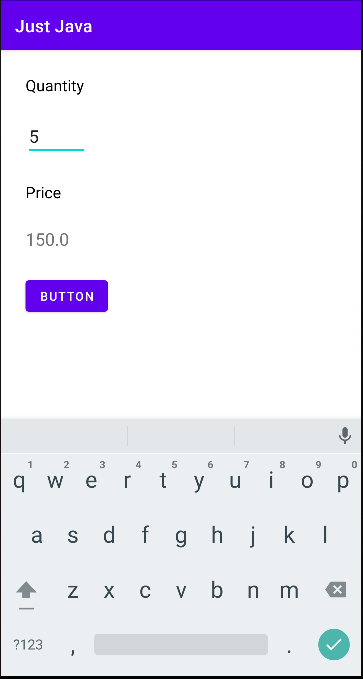 Just Java
Quantity
5
Price
150.0
BUTTON
1 2 3 4 5 6 7 8 9 0
q w e r t y u i o p
a s d f g h j k l
z x c v b n m
?123 , .